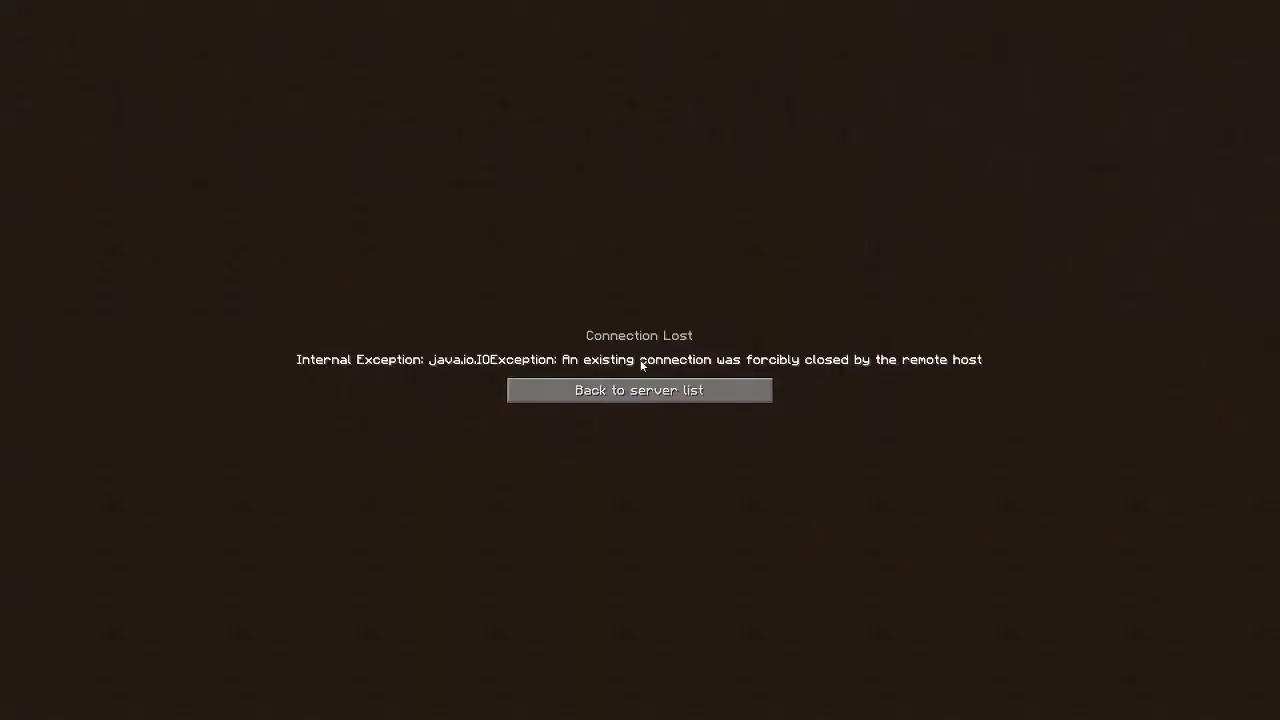 Connection Lost
Internal Exception: java.io.IOException: An existing connection was forcibly closed by the remote host
Back to server list